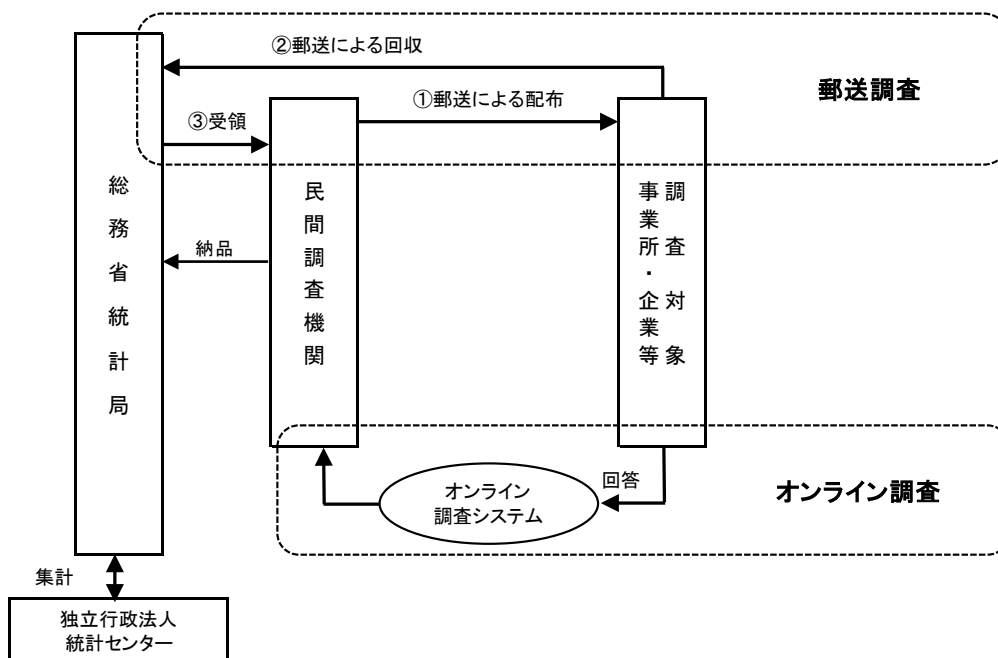 ②郵送による回収
郵送調査
①郵送による配布
③受領
総務省統計局
民間調査機関
調査対象
事業所・企業等
納品
回答
オンライン
調査システム
オンライン調査
集計
独立行政法人
統計センター